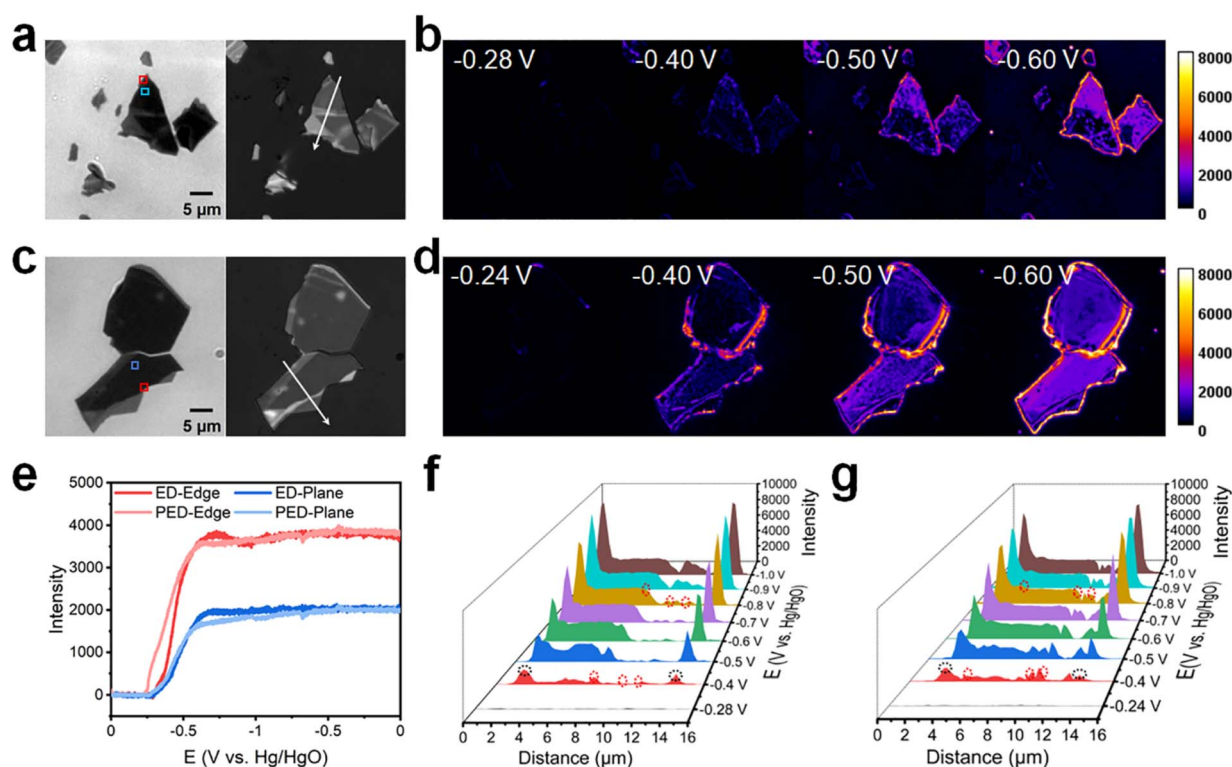 a
5 µm
5 µm
b
-0.28 V
-0.40 V
-0.50 V
-0.60 V
8000
6000
4000
2000
0
c
5 µm
5 µm
d
-0.24 V
-0.40 V
-0.50 V
-0.60 V
8000
6000
4000
2000
0
e
ED-Edge
ED-Plane
PED-Edge
PED-Plane
5000
4000
3000
2000
1000
0
Intensity
0
-0.5
-1.0
-0.5
0
E (V vs. Hg/HgO)
f
10000
8000
6000
4000
2000
0
Intensity
-1.0 V
-0.9 V
-0.8 V
-0.7 V
-0.6 V
-0.5 V
-0.4 V
-0.28 V
E (V vs. Hg/HgO)
0 2 4 6 8 10 12 14 16
Distance (µm)
g
10000
8000
6000
4000
2000
0
Intensity
-1.0 V
-0.9 V
-0.8 V
-0.7 V
-0.6 V
-0.5 V
-0.4 V
-0.24 V
E(V vs. Hg/HgO)
0 2 4 6 8 10 12 14 16
Distance (µm)